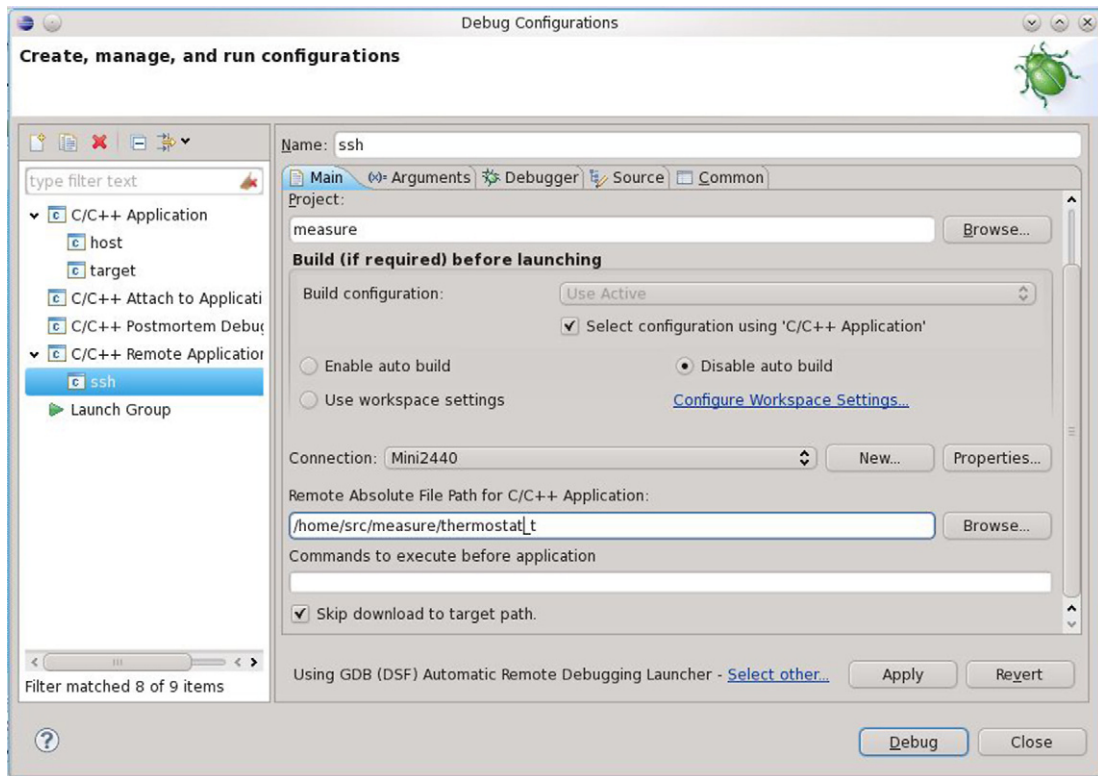 Debug Configurations
Create, manage, and run configurations
type filter text
C/C++ Application
host
target
C/C++ Attach to Applicati
C/C++ Postmortem Debug
C/C++ Remote Application
ssh
Launch Group
Filter matched 8 of 9 items
Name: ssh
Main (x)= Arguments Debugger Source Common
Project:
measure Browse...
Build (if required) before launching
Build configuration: Use Active
Select configuration using 'C/C++ Application'
Enable auto build Disable auto build
Use workspace settings Configure Workspace Settings...
Connection: Mini2440 New... Properties...
Remote Absolute File Path for C/C++ Application:
/home/src/measure/thermostat_t Browse...
Commands to execute before application
Skip download to target path.
Using GDB (DSF) Automatic Remote Debugging Launcher - Select other... Apply Revert
? Debug Close